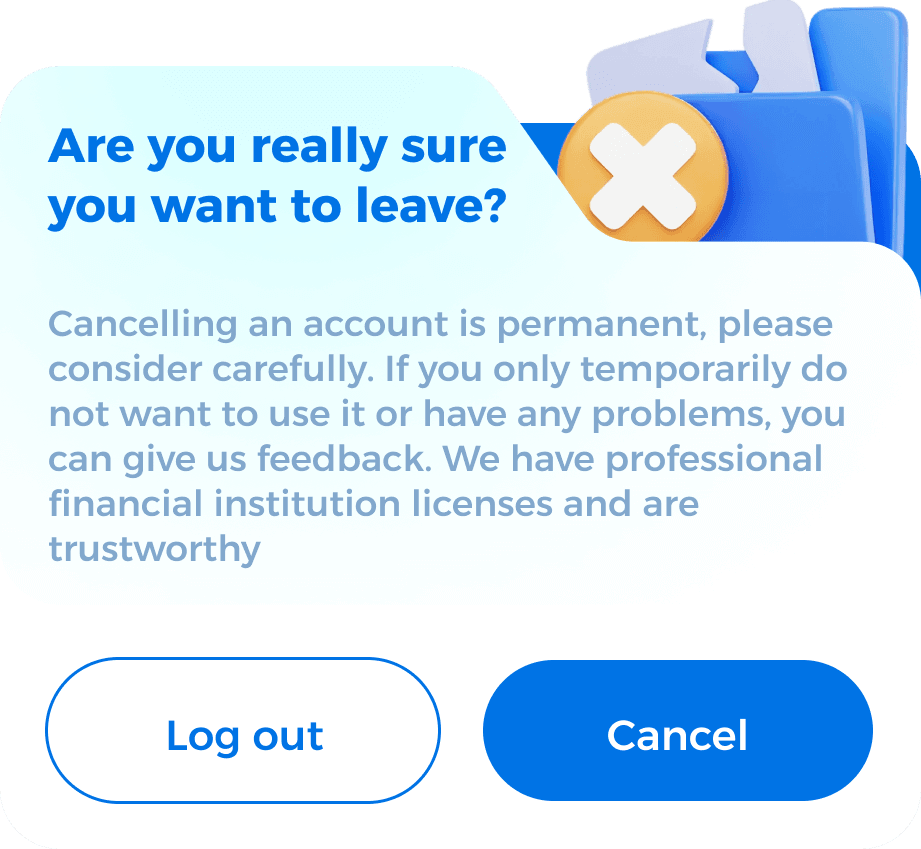 Are you really sure
you want to leave?
Cancelling an account is permanent, please
consider carefully. If you only temporarily do
not want to use it or have any problems, you
can give us feedback. We have professional
financial institution licenses and are
trustworthy
Log out
Cancel